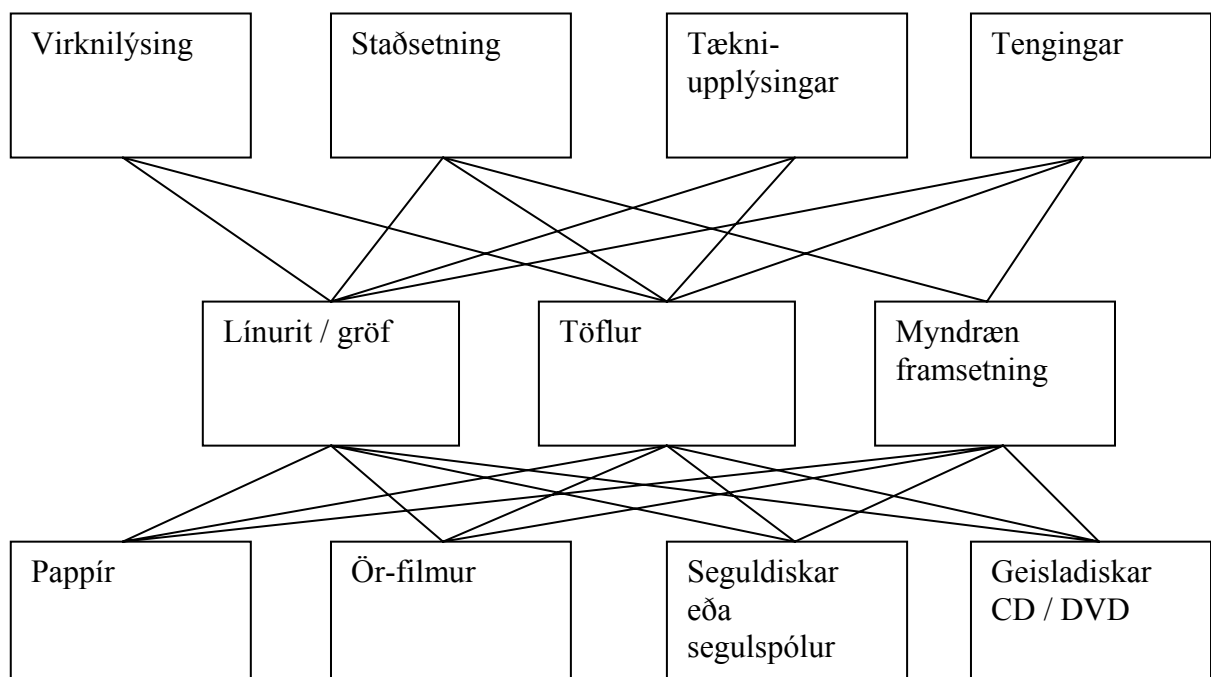 Virknilýsing
Staðsetning
Tækni-
upplýsingar
Tengingar
Línurit / gröf
Töflur
Myndræn
framsetning
Pappír
Ör-filmur
Seguldiskar
eða
segulspólur
Geisladiskar
CD / DVD